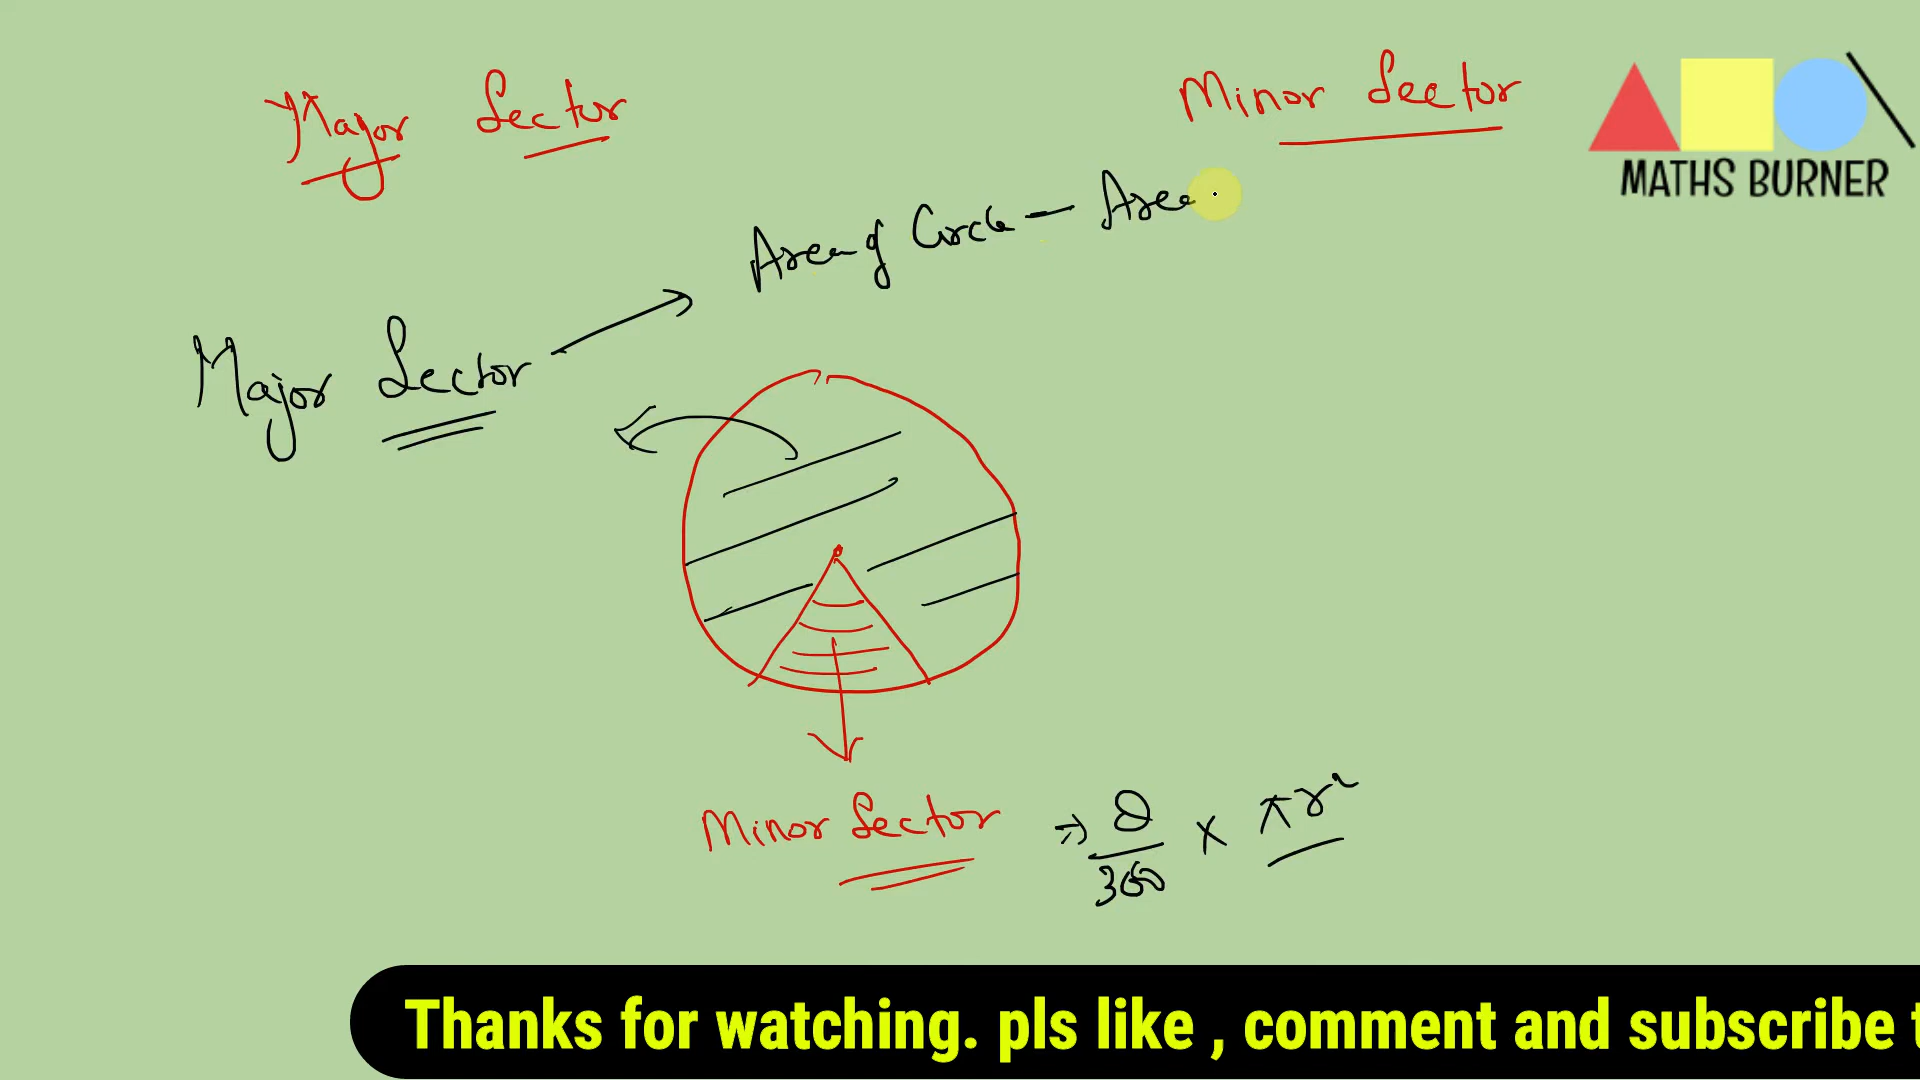 Major Sector
Minor Sector
MATHS BURNER
Area of Circle - Area
Major Sector
Minor Sector ⇒ θ/360 × πr²
Thanks for watching. pls like , comment and subscribe t